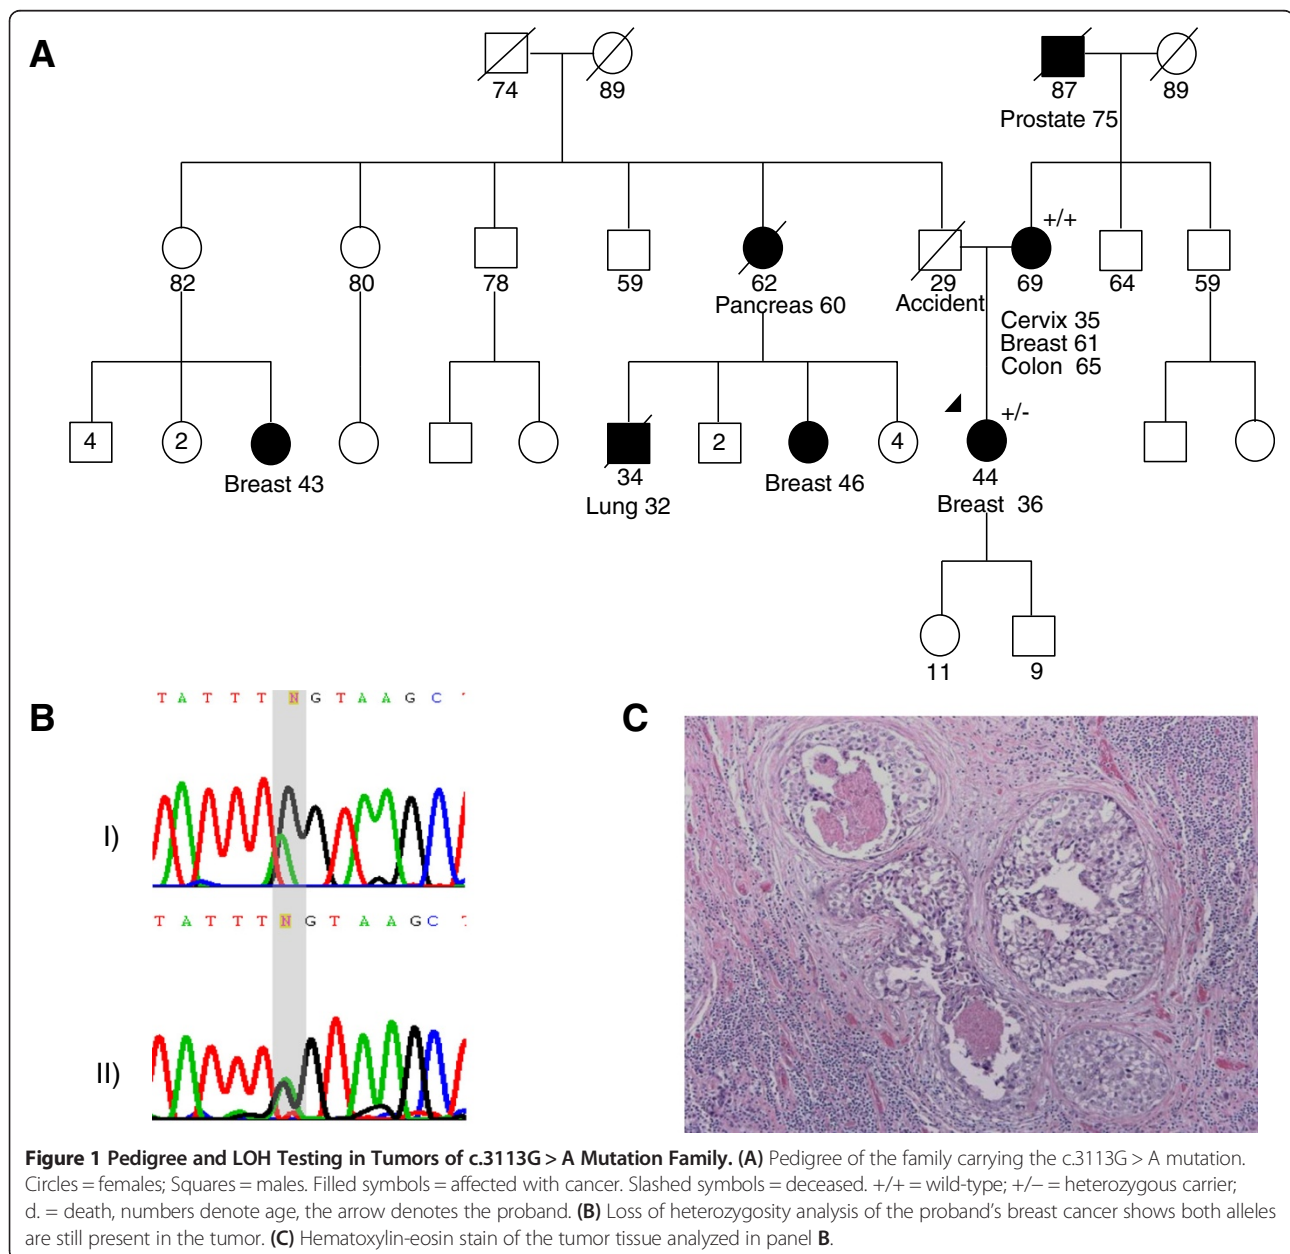 A
74 89
87 89
Prostate 75
+/+
82 80 78 59 62 29 69 64 59
Pancreas 60
Accident
Cervix 35
Breast 61
Colon 65
+/-
4 2 2 4
Breast 43
34
Lung 32
Breast 46
44
Breast 36
11 9
B
T A T T T N G T A A G C T
I)
T A T T T N G T A A G C T
II)
C
Figure 1 Pedigree and LOH Testing in Tumors of c.3113G > A Mutation Family. (A) Pedigree of the family carrying the c.3113G > A mutation.
Circles = females; Squares = males. Filled symbols = affected with cancer. Slashed symbols = deceased. +/+ = wild-type; +/− = heterozygous carrier;
d. = death, numbers denote age, the arrow denotes the proband. (B) Loss of heterozygosity analysis of the proband's breast cancer shows both alleles
are still present in the tumor. (C) Hematoxylin-eosin stain of the tumor tissue analyzed in panel B.